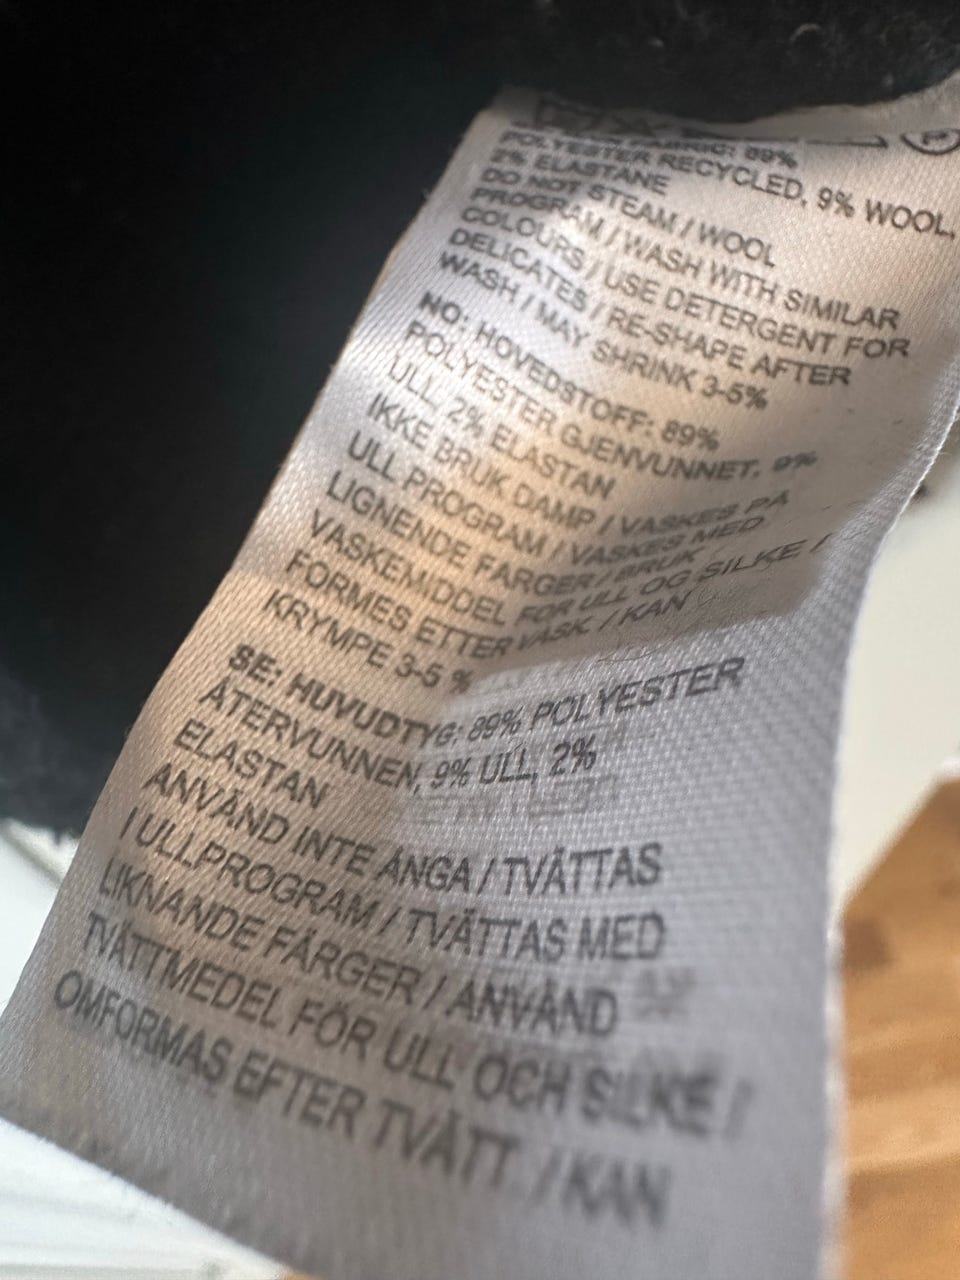 FABRIC: 89%
POLYESTER RECYCLED, 9% WOOL,
2% ELASTANE
DO NOT STEAM / WOOL
PROGRAM / WASH WITH SIMILAR
COLOURS / USE DETERGENT FOR
DELICATES / RE-SHAPE AFTER
WASH / MAY SHRINK 3-5%
NO: HOVEDSTOFF: 89%
POLYESTER GJENVUNNET, 9%
ULL, 2% ELASTAN
IKKE BRUK DAMP / VASKES PÅ
ULL PROGRAM / VASKES MED
LIGNENDE FARGER / BRUK
VASKEMIDDEL FOR ULL OG SILKE /
FORMES ETTER VASK / KAN
KRYMPE 3-5 %
SE: HUVUDTYG: 89% POLYESTER
ÅTERVUNNEN, 9% ULL, 2%
ELASTAN
ANVÄND INTE ÅNGA / TVÄTTAS
I ULLPROGRAM / TVÄTTAS MED
LIKNANDE FÄRGER / ANVÄND
TVÄTTMEDEL FÖR ULL OCH SILKE /
OMFORMAS EFTER TVÄTT / KAN